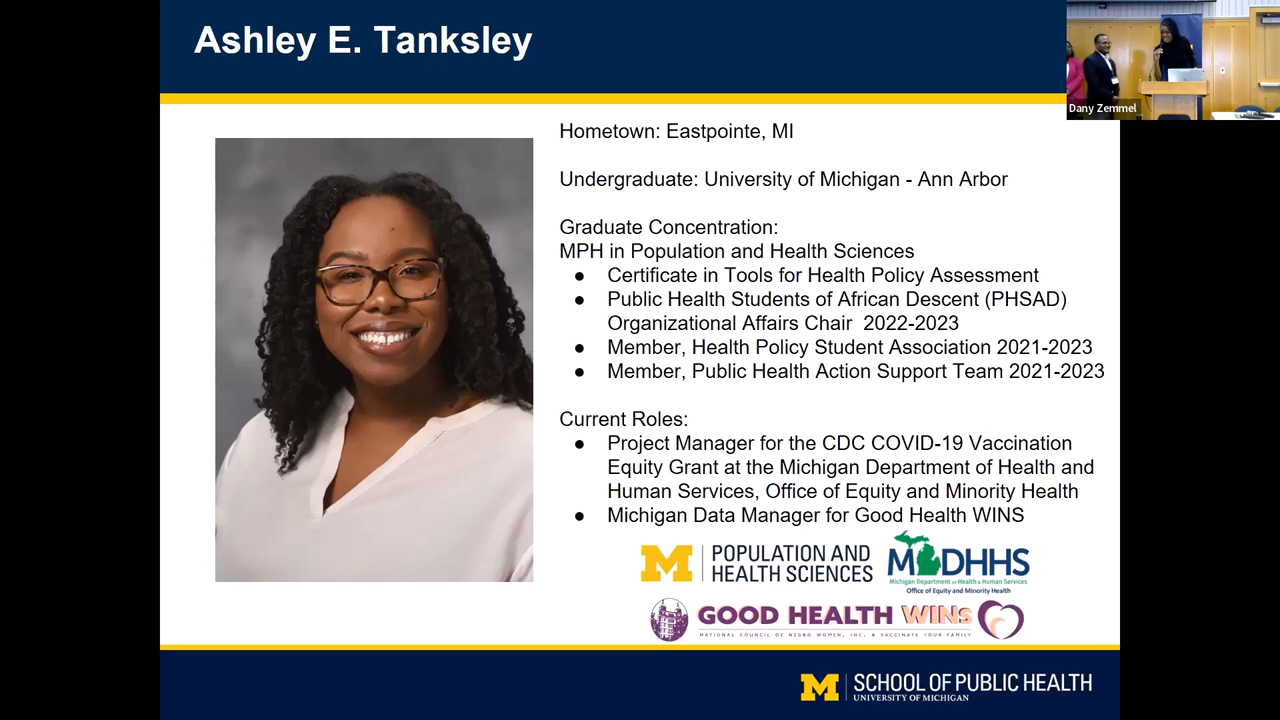 Ashley E. Tanksley
Dany Zemmel
Hometown: Eastpointe, MI
Undergraduate: University of Michigan - Ann Arbor
Graduate Concentration:
MPH in Population and Health Sciences
● Certificate in Tools for Health Policy Assessment
● Public Health Students of African Descent (PHSAD)
Organizational Affairs Chair 2022-2023
● Member, Health Policy Student Association 2021-2023
● Member, Public Health Action Support Team 2021-2023
Current Roles:
● Project Manager for the CDC COVID-19 Vaccination
Equity Grant at the Michigan Department of Health and
Human Services, Office of Equity and Minority Health
● Michigan Data Manager for Good Health WINS
M POPULATION AND
HEALTH SCIENCES
MDHHS
Michigan Department of Health & Human Services
Office of Equity and Minority Health
GOOD HEALTH WINs
NATIONAL COUNCIL OF NEGRO WOMEN, INC. & VACCINATE YOUR FAMILY
M SCHOOL OF PUBLIC HEALTH
UNIVERSITY OF MICHIGAN